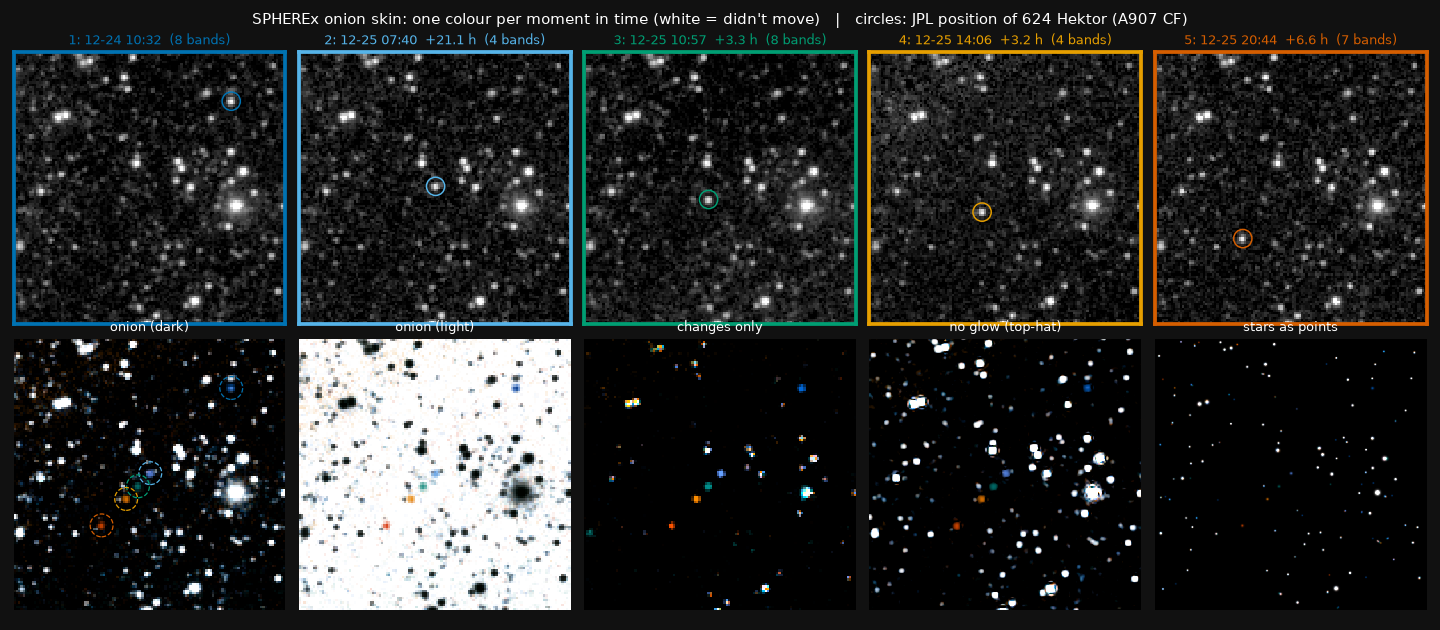 SPHEREx onion skin: one colour per moment in time (white = didn't move)   |   circles: JPL position of 624 Hektor (A907 CF)
1: 12-24 10:32  (8 bands)
2: 12-25 07:40  +21.1 h  (4 bands)
3: 12-25 10:57  +3.3 h  (8 bands)
4: 12-25 14:06  +3.2 h  (4 bands)
5: 12-25 20:44  +6.6 h  (7 bands)
onion (dark)
onion (light)
changes only
no glow (top-hat)
stars as points